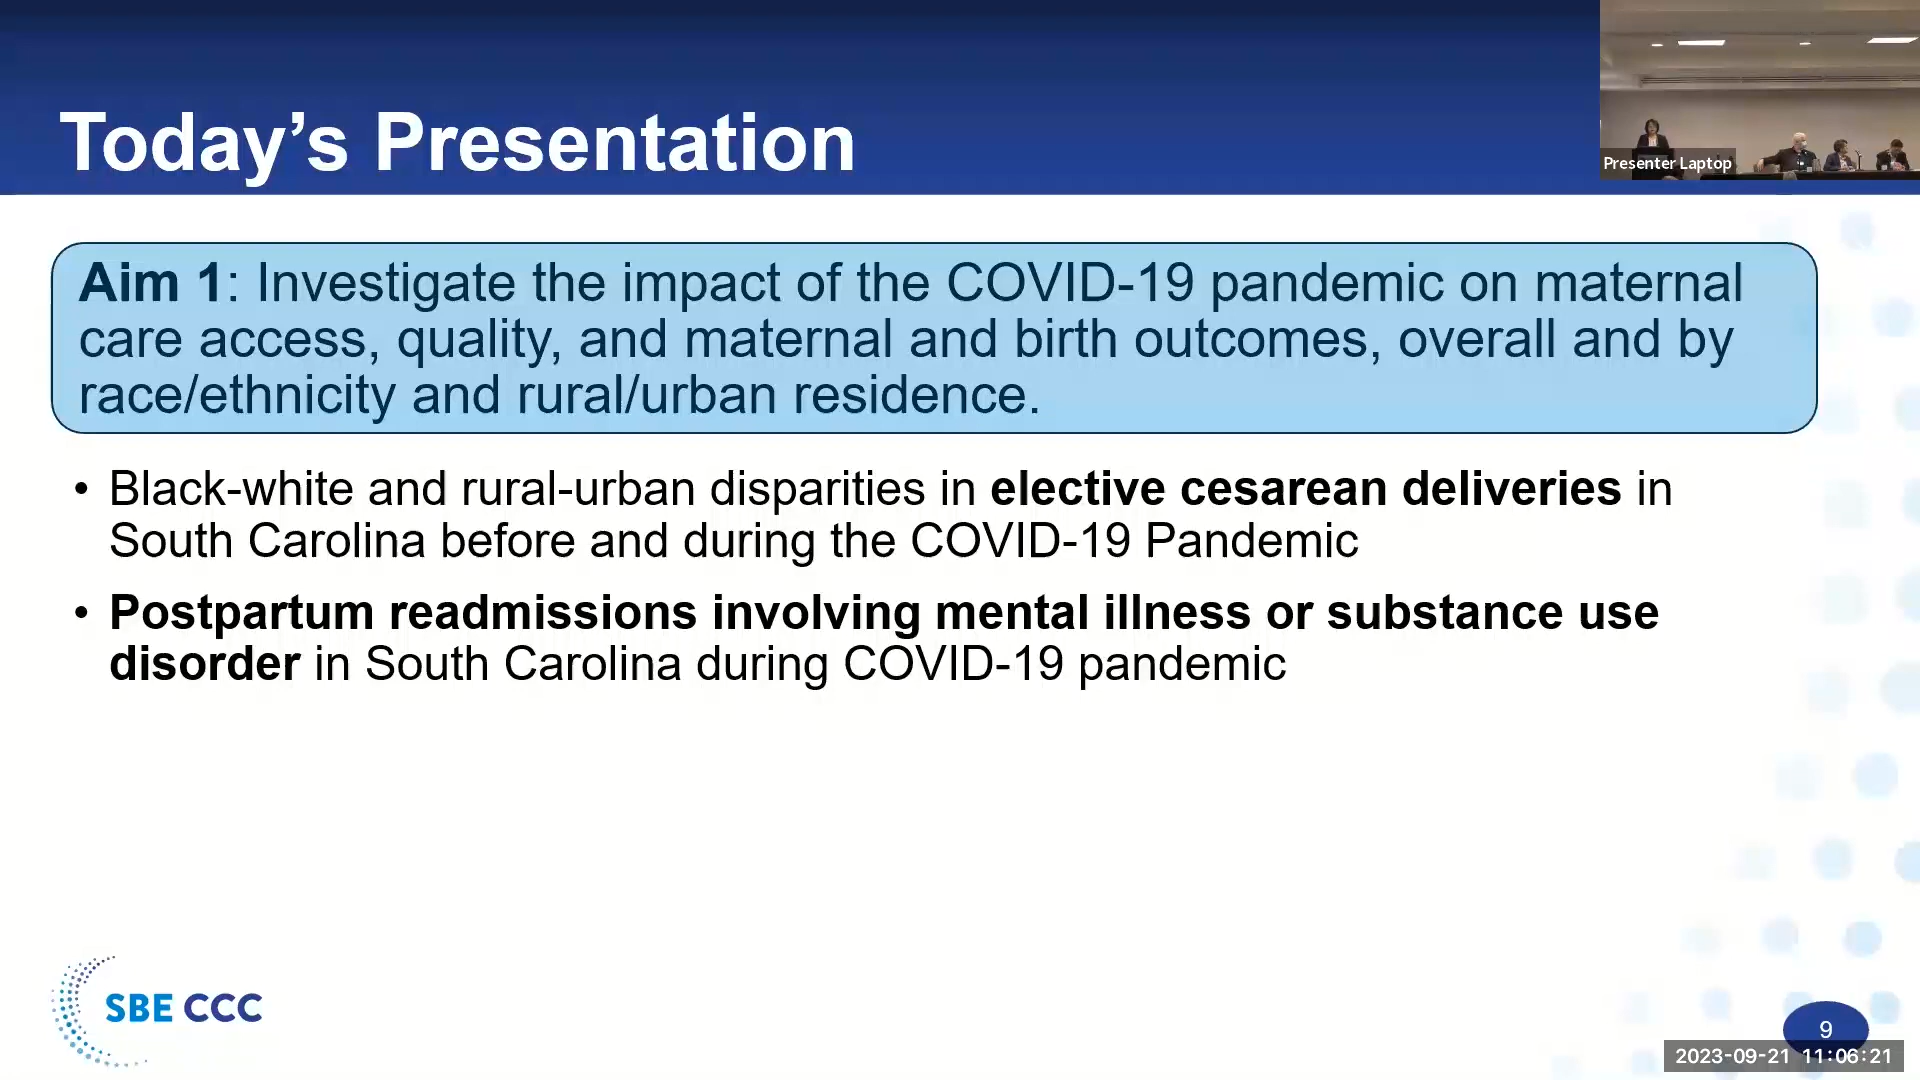 Today’s Presentation
Presenter Laptop
Aim 1: Investigate the impact of the COVID-19 pandemic on maternal
care access, quality, and maternal and birth outcomes, overall and by
race/ethnicity and rural/urban residence.
• Black-white and rural-urban disparities in elective cesarean deliveries in
South Carolina before and during the COVID-19 Pandemic
• Postpartum readmissions involving mental illness or substance use
disorder in South Carolina during COVID-19 pandemic
SBE CCC
9
2023-09-21 11:06:21